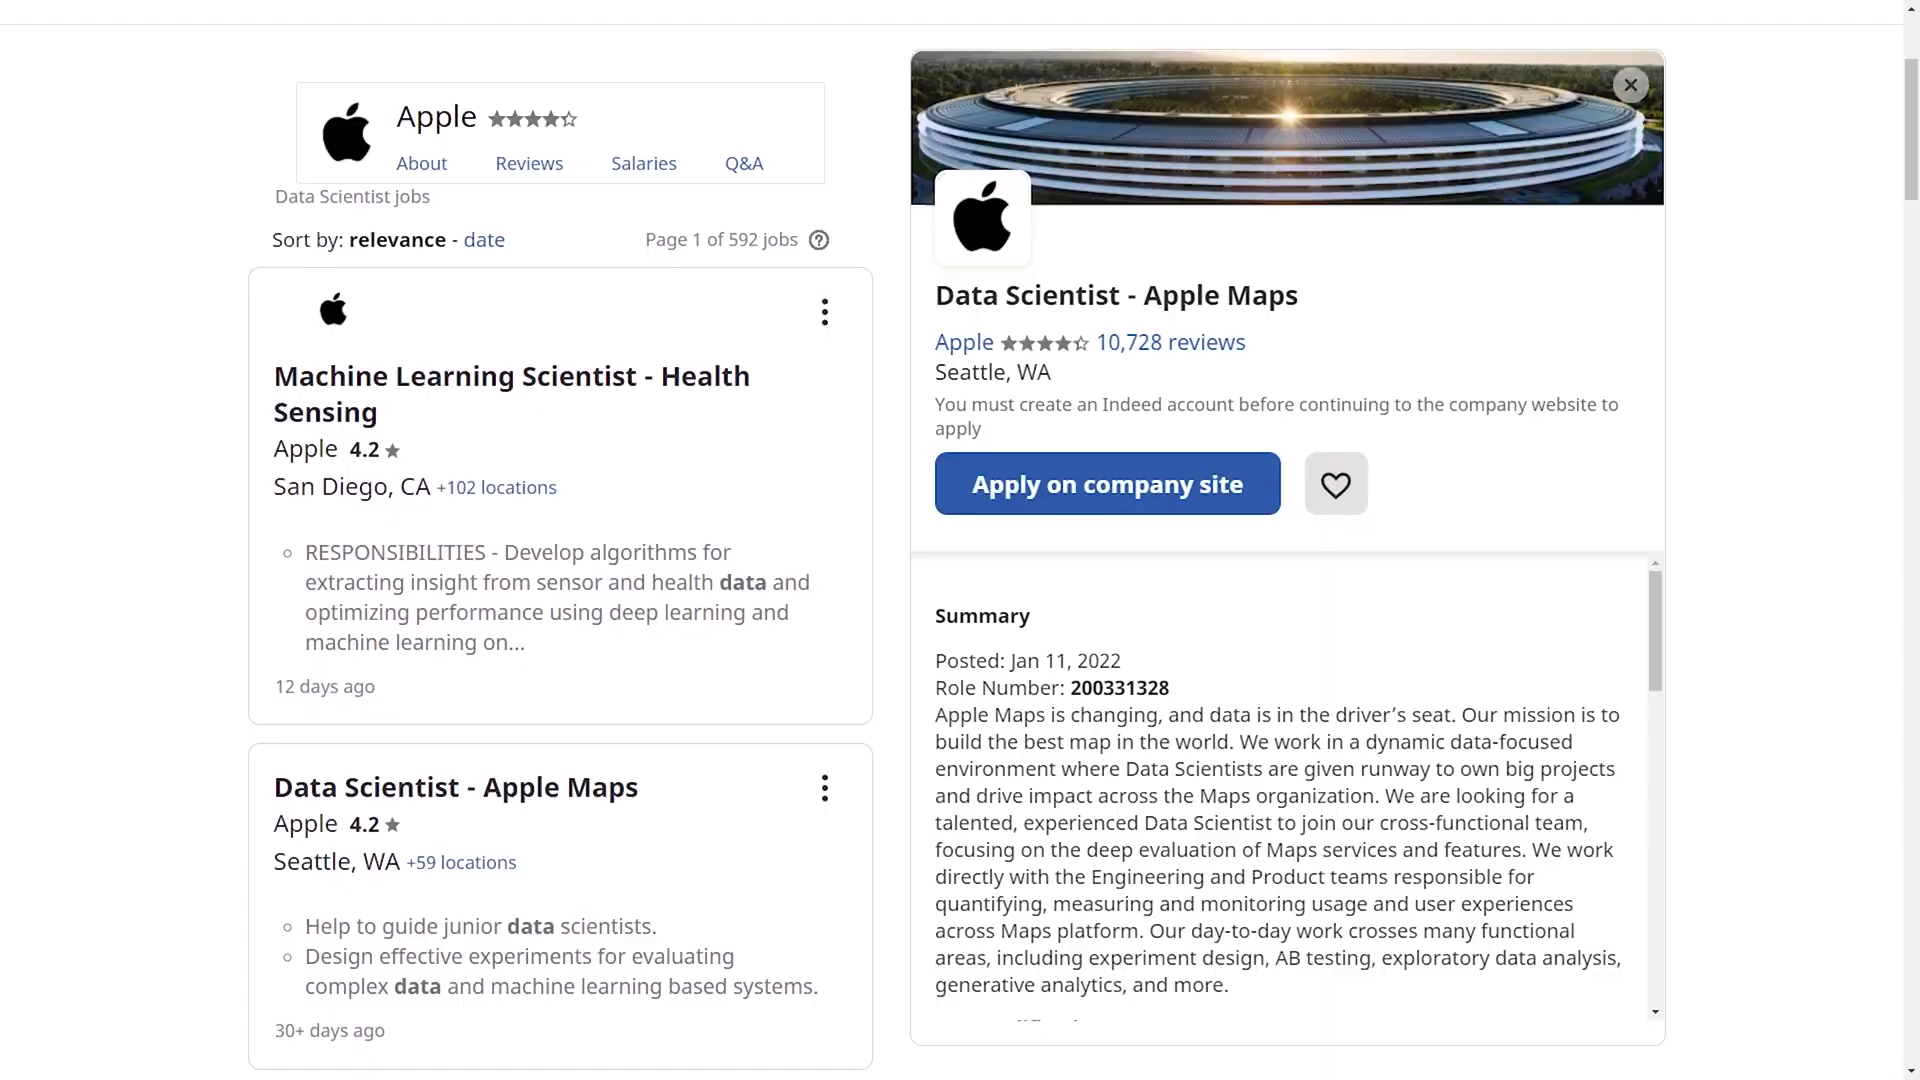 Apple
About Reviews Salaries Q&A
Data Scientist jobs
Sort by: relevance - date
Page 1 of 592 jobs
Machine Learning Scientist - Health
Sensing
Apple 4.2
San Diego, CA +102 locations
RESPONSIBILITIES - Develop algorithms for
extracting insight from sensor and health data and
optimizing performance using deep learning and
machine learning on...
12 days ago
Data Scientist - Apple Maps
Apple 4.2
Seattle, WA +59 locations
Help to guide junior data scientists.
Design effective experiments for evaluating
complex data and machine learning based systems.
30+ days ago
Data Scientist - Apple Maps
Apple 10,728 reviews
Seattle, WA
You must create an Indeed account before continuing to the company website to
apply
Apply on company site
Summary
Posted: Jan 11, 2022
Role Number: 200331328
Apple Maps is changing, and data is in the driver’s seat. Our mission is to
build the best map in the world. We work in a dynamic data-focused
environment where Data Scientists are given runway to own big projects
and drive impact across the Maps organization. We are looking for a
talented, experienced Data Scientist to join our cross-functional team,
focusing on the deep evaluation of Maps services and features. We work
directly with the Engineering and Product teams responsible for
quantifying, measuring and monitoring usage and user experiences
across Maps platform. Our day-to-day work crosses many functional
areas, including experiment design, AB testing, exploratory data analysis,
generative analytics, and more.